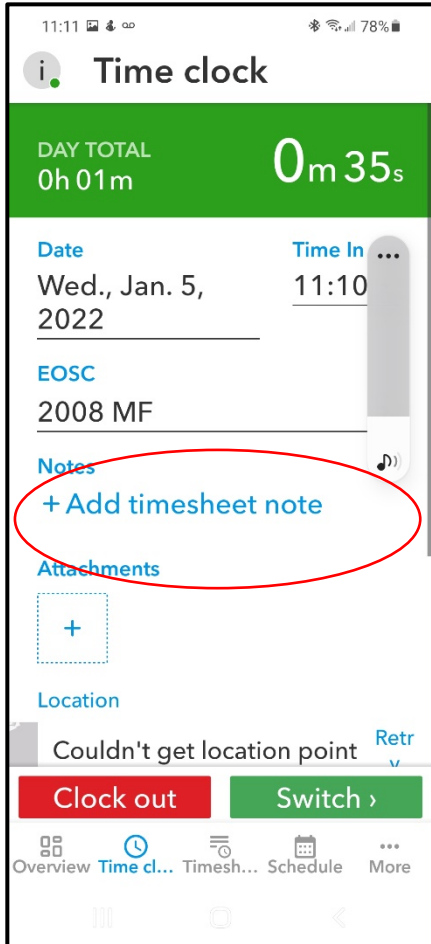 11:11 78%
i Time clock
DAY TOTAL
0h 01m
0m 35s
Date
Time In
Wed., Jan. 5,
2022
11:10
EOSC
2008 MF
Notes
+ Add timesheet note
Attachments
+
Location
Couldn't get location point
Retr
Clock out
Switch ›
Overview Time cl... Timesh... Schedule More